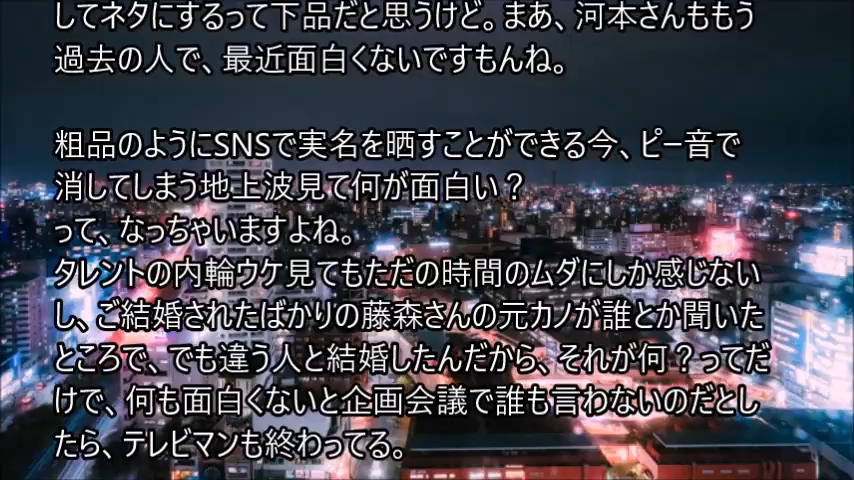 してネタにするって下品だと思うけど。まあ、河本さんももう
過去の人で、最近面白くないですもんね。
粗品のようにSNSで実名を晒すことができる今、ピー音で
消してしまう地上波見て何が面白い？
って、なっちゃいますよね。
タレントの内輪ウケ見てもただの時間のムダにしか感じない
し、ご結婚されたばかりの藤森さんの元カノが誰とか聞いた
ところで、でも違う人と結婚したんだから、それが何？ってだ
けで、何も面白くないと企画会議で誰も言わないのだとし
たら、テレビマンも終わってる。